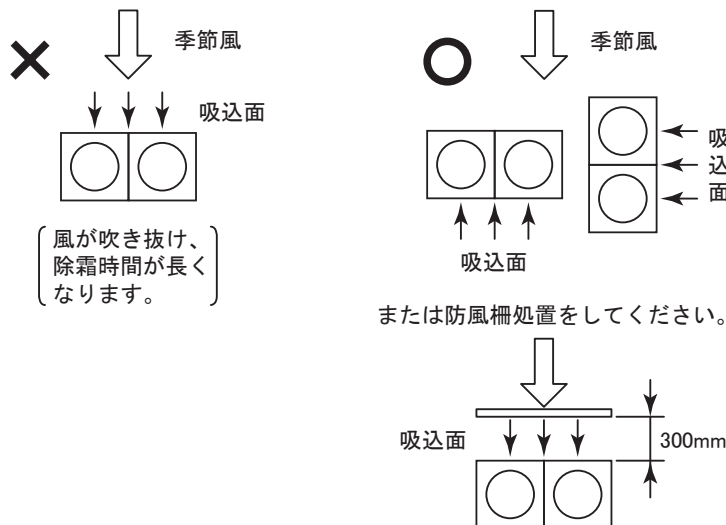 季節風
吸込面
風が吹き抜け、
除霜時間が長く
なります。
季節風
吸込面
吸込面
または防風柵処置をしてください。
吸込面
300mm